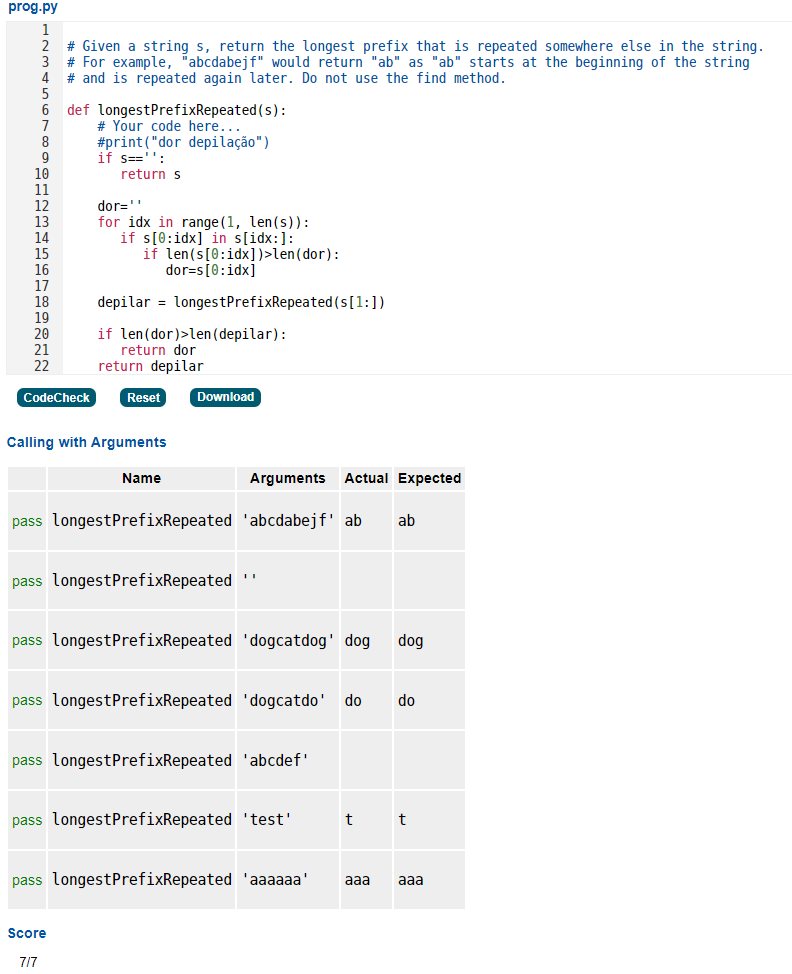 prog.py
1
2 # Given a string s, return the longest prefix that is repeated somewhere else in the string.
3 # For example, "abcdabejf" would return "ab" as "ab" starts at the beginning of the string
4 # and is repeated again later. Do not use the find method.
5
6 def longestPrefixRepeated(s):
7     # Your code here...
8     #print("dor depilação")
9     if s=='':
10        return s
11
12     dor=''
13     for idx in range(1, len(s)):
14        if s[0:idx] in s[idx:]:
15           if len(s[0:idx])>len(dor):
16              dor=s[0:idx]
17
18     depilar = longestPrefixRepeated(s[1:])
19
20     if len(dor)>len(depilar):
21        return dor
22     return depilar
CodeCheck Reset Download
Calling with Arguments
Name Arguments Actual Expected
pass longestPrefixRepeated 'abcdabejf' ab ab
pass longestPrefixRepeated ''
pass longestPrefixRepeated 'dogcatdog' dog dog
pass longestPrefixRepeated 'dogcatdo' do do
pass longestPrefixRepeated 'abcdef'
pass longestPrefixRepeated 'test' t t
pass longestPrefixRepeated 'aaaaaa' aaa aaa
Score
7/7